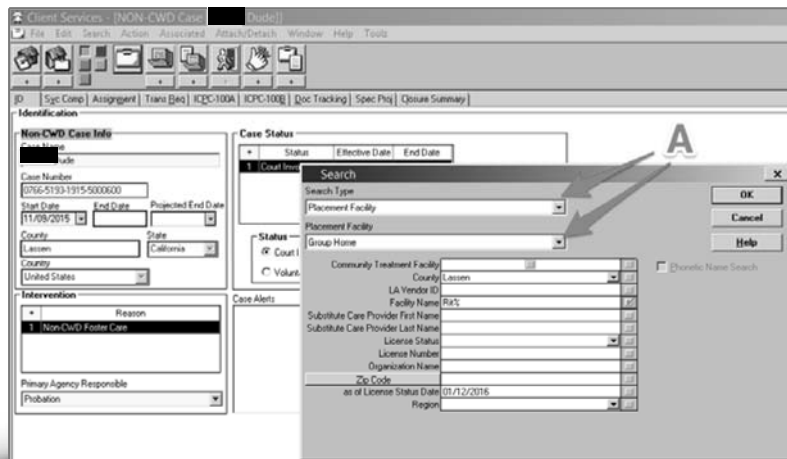 Client Services - [NON-CWD Case Dude]]
File Edit Search Action Associated Attach/Detach Window Help Tools
ID Svc Comp Assignment Trans Req ICPC-100A ICPC-100B Doc Tracking Spec Proj Closure Summary
Identification
Non-CWD Case Info
Case Name
ude
Case Number
0766-5193-1915-5000600
Start Date End Date Projected End Date
11/09/2015
County State
Lassen California
Country
United States
Intervention
+ Reason
1 Non-CWD Foster Care
Primary Agency Responsible
Probation
Case Status
+ Status Effective Date End Date
1 Court Invo
Status
Court I
Volunt
Case Alerts
A
Search x
Search Type
Placement Facility
Placement Facility
Group Home
OK
Cancel
Help
Phonetic Name Search
Community Treatment Facility
County Lassen
LA Vendor ID
Facility Name Rit%
Substitute Care Provider First Name
Substitute Care Provider Last Name
License Status
License Number
Organization Name
Zip Code
as of License Status Date 01/12/2016
Region